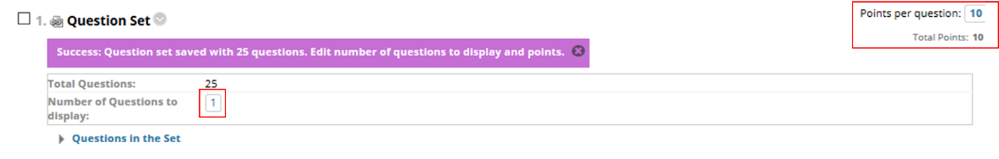 1. Question Set
Points per question: 10
Total Points: 10
Success: Question set saved with 25 questions. Edit number of questions to display and points.
Total Questions: 25
Number of Questions to 1
display:
Questions in the Set